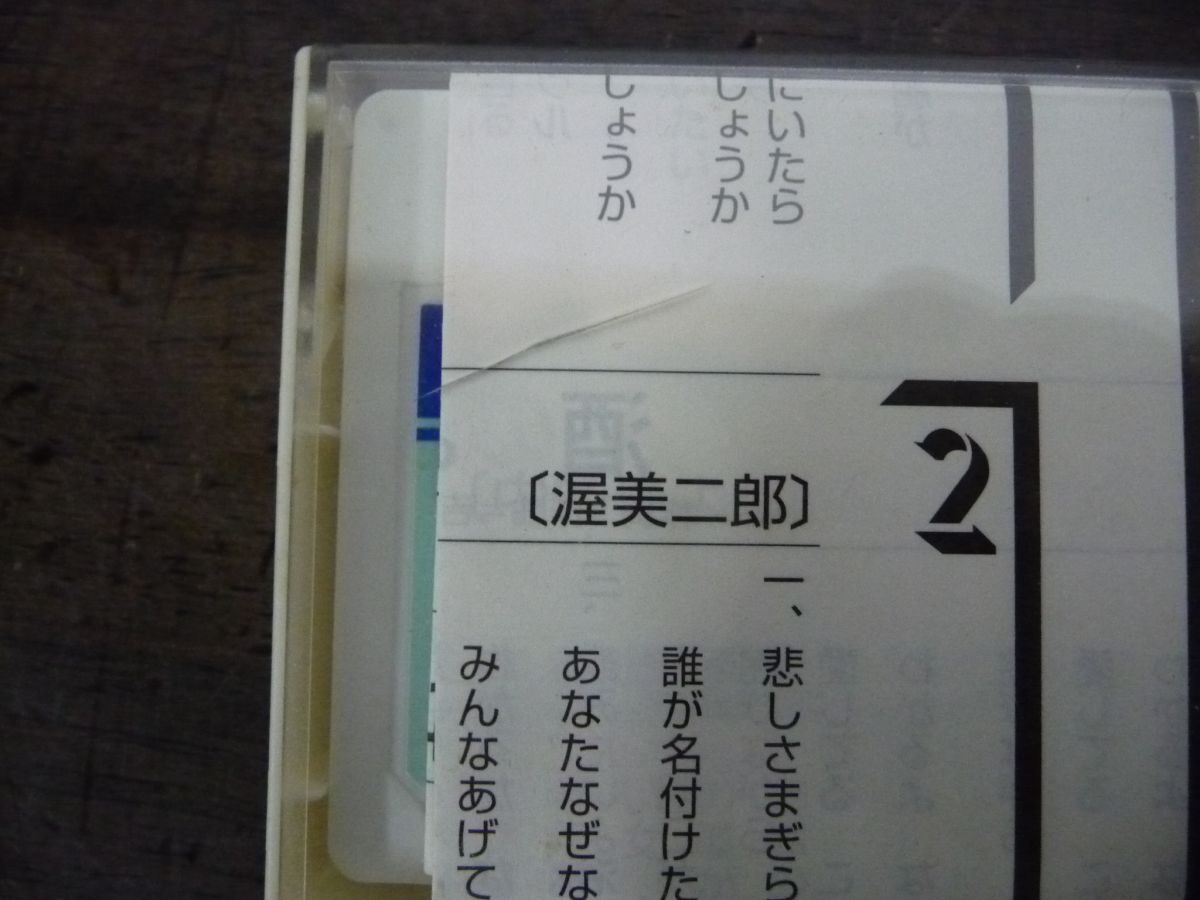 にいたら
しょうか
しょうか
2
〔渥美二郎〕
一、
悲しさまぎら
誰が名付けた
あなたなぜな
みんなあげて